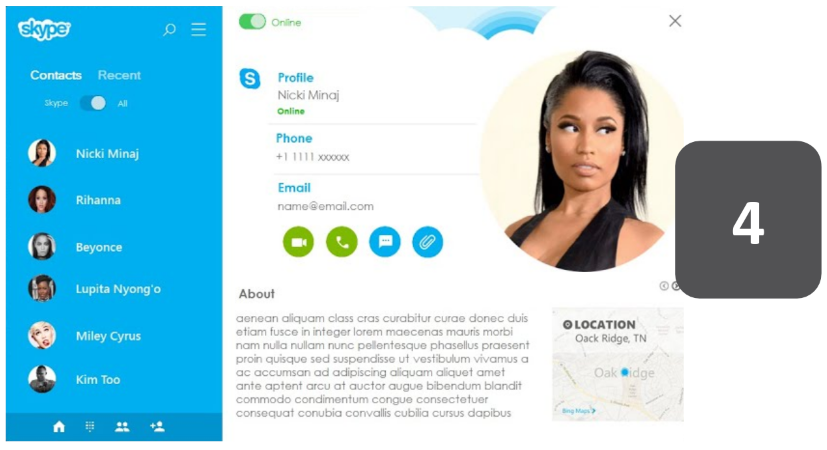 skype
Contacts Recent
Skype All
Nicki Minaj
Rihanna
Beyonce
Lupita Nyong'o
Miley Cyrus
Kim Too
Online
S
Profile
Nicki Minaj
Online
Phone
+1 1111 xxxxxx
Email
name@email.com
4
About
aenean aliquam class cras curabitur curae donec duis
etiam fusce in integer lorem maecenas mauris morbi
nam nulla nullam nunc pellentesque phasellus praesent
proin quisque sed suspendisse ut vestibulum vivamus a
ac accumsan ad adipiscing aliquam aliquet amet
ante aptent arcu at auctor augue bibendum blandit
commodo condimentum congue consectetuer
consequat conubia convallis cubilia cursus dapibus
LOCATION
Oack Ridge, TN
Oak Ridge
Bing Maps